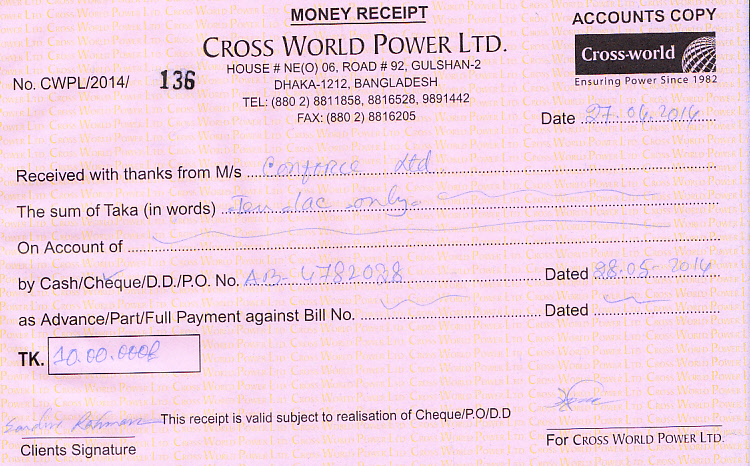 MONEY RECEIPT
ACCOUNTS COPY
CROSS WORLD POWER LTD.
Cross-world
Ensuring Power Since 1982
HOUSE # NE(O) 06, ROAD # 92, GULSHAN-2
DHAKA-1212, BANGLADESH
TEL: (880 2) 8811858, 8816528, 9891442
FAX: (880 2) 8816205
No. CWPL/2014/ 136
Date 27.04.2014
Received with thanks from M/s Ltd
The sum of Taka (in words) Ten lac only.
On Account of
by Cash/Cheque/D.D./P.O. No. AB- 4782088 Dated 28-05-2014
as Advance/Part/Full Payment against Bill No. Dated
TK. 10.00.000
Rahman
This receipt is valid subject to realisation of Cheque/P.O/D.D
Clients Signature
For CROSS WORLD POWER LTD.